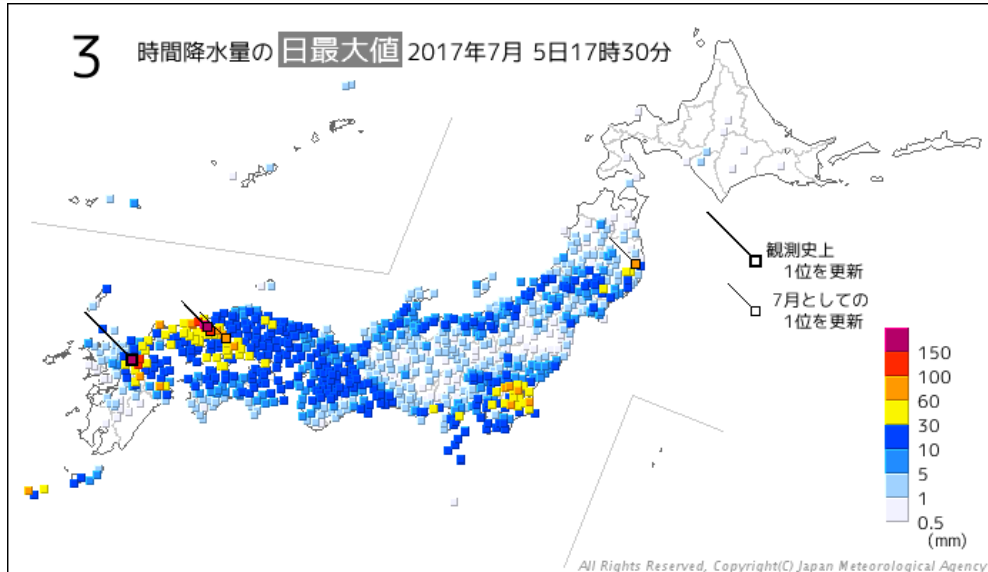 3 時間降水量の 日最大値 2017年7月 5日17時30分
観測史上
1位を更新
7月としての
1位を更新
150
100
60
30
10
5
1
0.5
(mm)
All Rights Reserved, Copyright(C) Japan Meteorological Agency